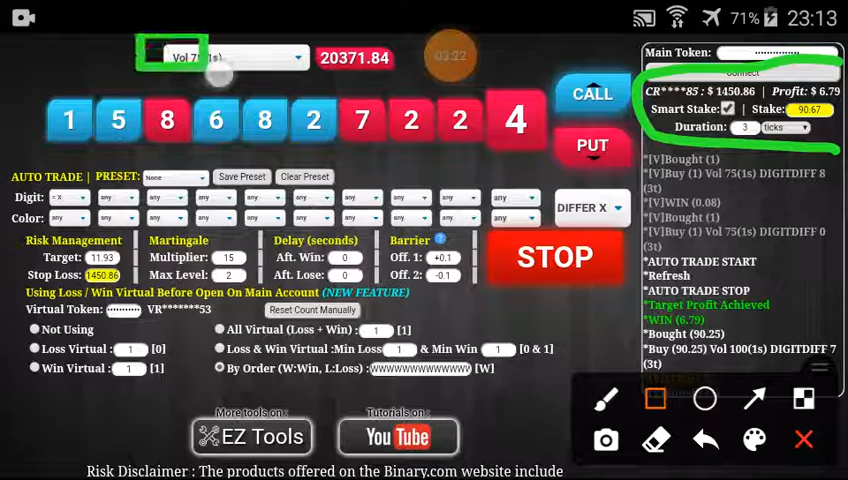 71% 23:13
Vol 75(1s) 20371.84 03:22
1 5 8 6 8 2 7 2 2 4
CALL
PUT
Main Token: ••••••••••••••
Connect
CR****85 : $ 1450.86 | Profit: $ 6.79
Smart Stake: | Stake: 90.67
Duration: 3 ticks
AUTO TRADE | PRESET: None Save Preset Clear Preset
Digit: = X any any any any any any any any any
Color: any any any any any any any any any any
DIFFER X
Risk Management Martingale Delay (seconds) Barrier ?
Target: 11.93 Multiplier: 15 Aft. Win: 0 Off. 1: +0.1
Stop Loss: 1450.86 Max Level: 2 Aft. Lose: 0 Off. 2: -0.1
STOP
Using Loss / Win Virtual Before Open On Main Account (NEW FEATURE)
Virtual Token: •••••••••• VR*******53 Reset Count Manually
Not Using All Virtual (Loss + Win) : 1 [1]
Loss Virtual : 1 [0] Loss & Win Virtual :Min Loss 1 & Min Win 1 [0 & 1]
Win Virtual : 1 [1] By Order (W:Win, L:Loss) : WWWWWWWWWWWWW [W]
*[V]Bought (1)
*[V]Buy (1) Vol 75(1s) DIGITDIFF 8
(3t)
*[V]WIN (0.08)
*[V]Bought (1)
*[V]Buy (1) Vol 75(1s) DIGITDIFF 0
(3t)
*AUTO TRADE START
*Refresh
*AUTO TRADE STOP
*Target Profit Achieved
*WIN (6.79)
*Bought (90.25)
*Buy (90.25) Vol 100(1s) DIGITDIFF 7
(3t)
More tools on : Tutorials on :
EZ Tools YouTube
Risk Disclaimer : The products offered on the Binary.com website include